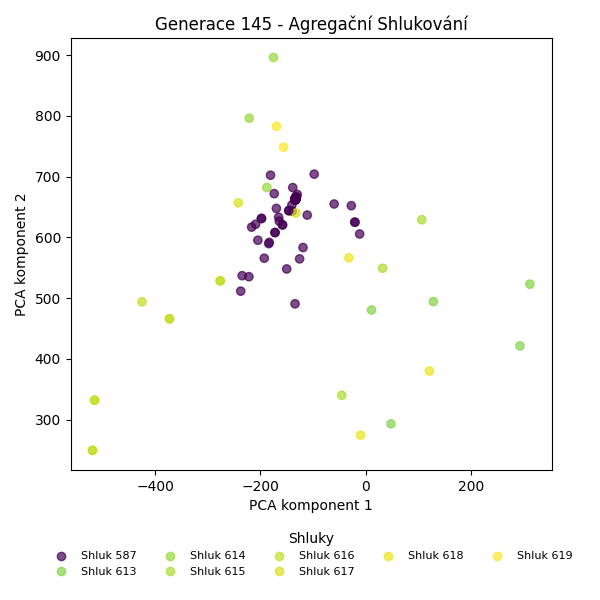 Generace 145 - Agregační Shlukování
PCA komponent 2
900
800
700
600
500
400
300
−400
−200
0
200
PCA komponent 1
Shluky
Shluk 587
Shluk 614
Shluk 616
Shluk 618
Shluk 619
Shluk 613
Shluk 615
Shluk 617